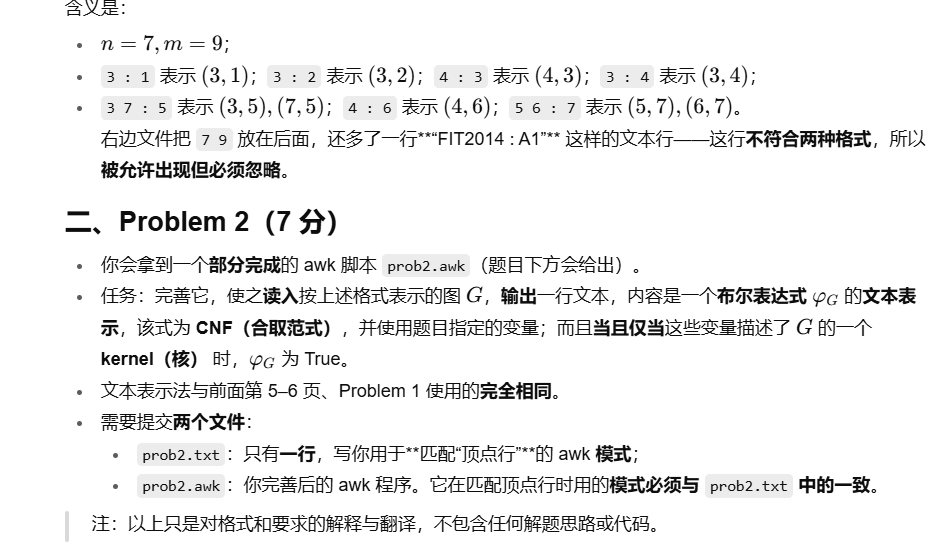 含义是：
• n = 7, m = 9；
• 3 : 1 表示 (3, 1)；3 : 2 表示 (3, 2)；4 : 3 表示 (4, 3)；3 : 4 表示 (3, 4)；
• 3 7 : 5 表示 (3, 5), (7, 5)；4 : 6 表示 (4, 6)；5 6 : 7 表示 (5, 7), (6, 7)。
右边文件把 7 9 放在后面，还多了一行**“FIT2014 : A1”** 这样的文本行——这行不符合两种格式，所以
被允许出现但必须忽略。
二、Problem 2（7 分）
• 你会拿到一个部分完成的 awk 脚本 prob2.awk（题目下方会给出）。
• 任务：完善它，使之读入按上述格式表示的图 G，输出一行文本，内容是一个布尔表达式 φG 的文本表
示，该式为 CNF（合取范式），并使用题目指定的变量；而且当且仅当这些变量描述了 G 的一个
kernel（核） 时，φG 为 True。
• 文本表示法与前面第 5–6 页、Problem 1 使用的完全相同。
• 需要提交两个文件：
• prob2.txt：只有一行，写你用于**匹配“顶点行”**的 awk 模式；
• prob2.awk：你完善后的 awk 程序。它在匹配顶点行时用的模式必须与 prob2.txt 中的一致。
注：以上只是对格式和要求的解释与翻译，不包含任何解题思路或代码。